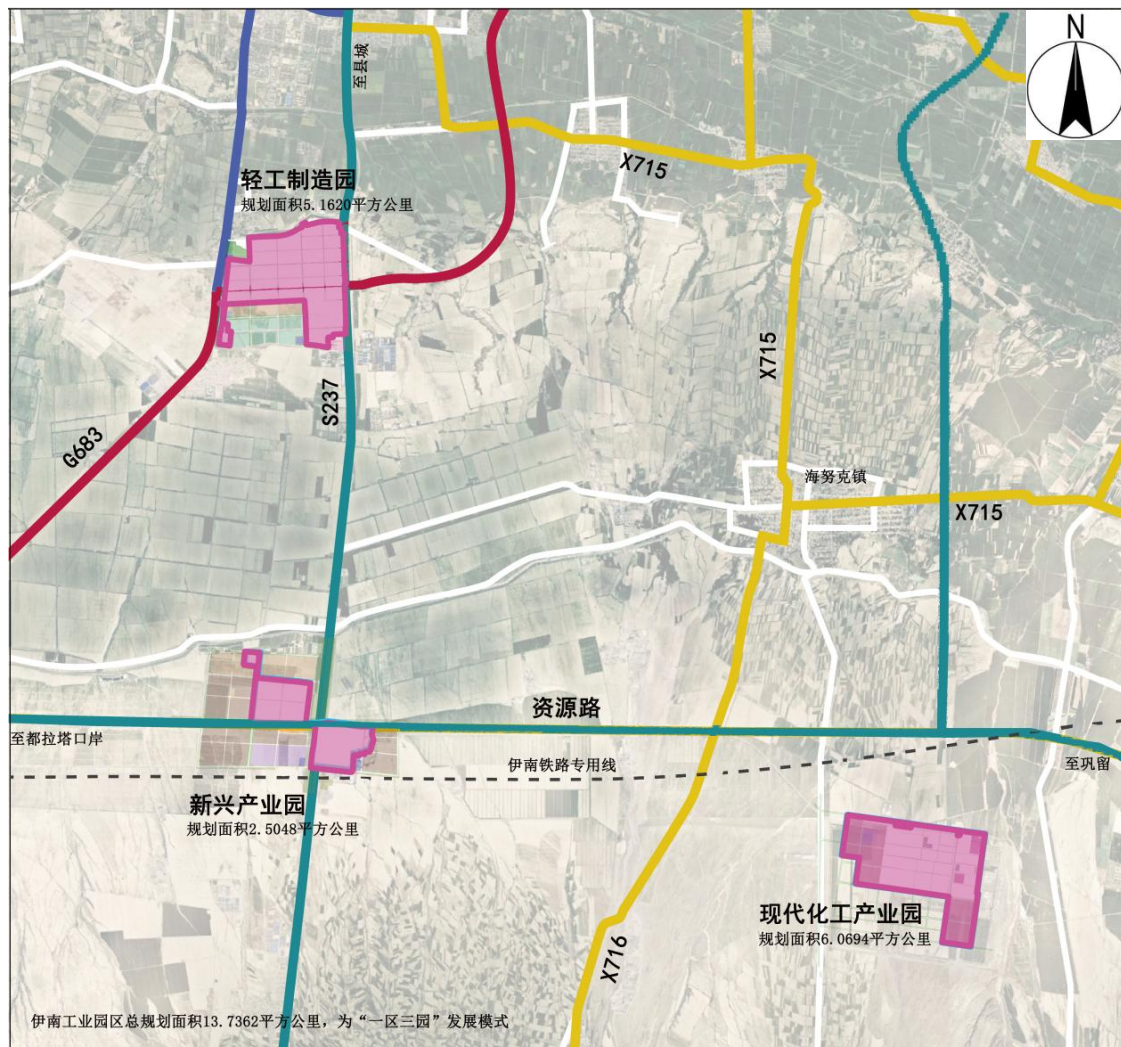 N
至县城
X715
轻工制造园
规划面积5.1620平方公里
X715
S237
G683
海努克镇
X715
资源路
至都拉塔口岸
伊南铁路专用线
至巩留
新兴产业园
规划面积2.5048平方公里
现代化工产业园
规划面积6.0694平方公里
X716
伊南工业园区总规划面积13.7362平方公里，为“一区三园”发展模式